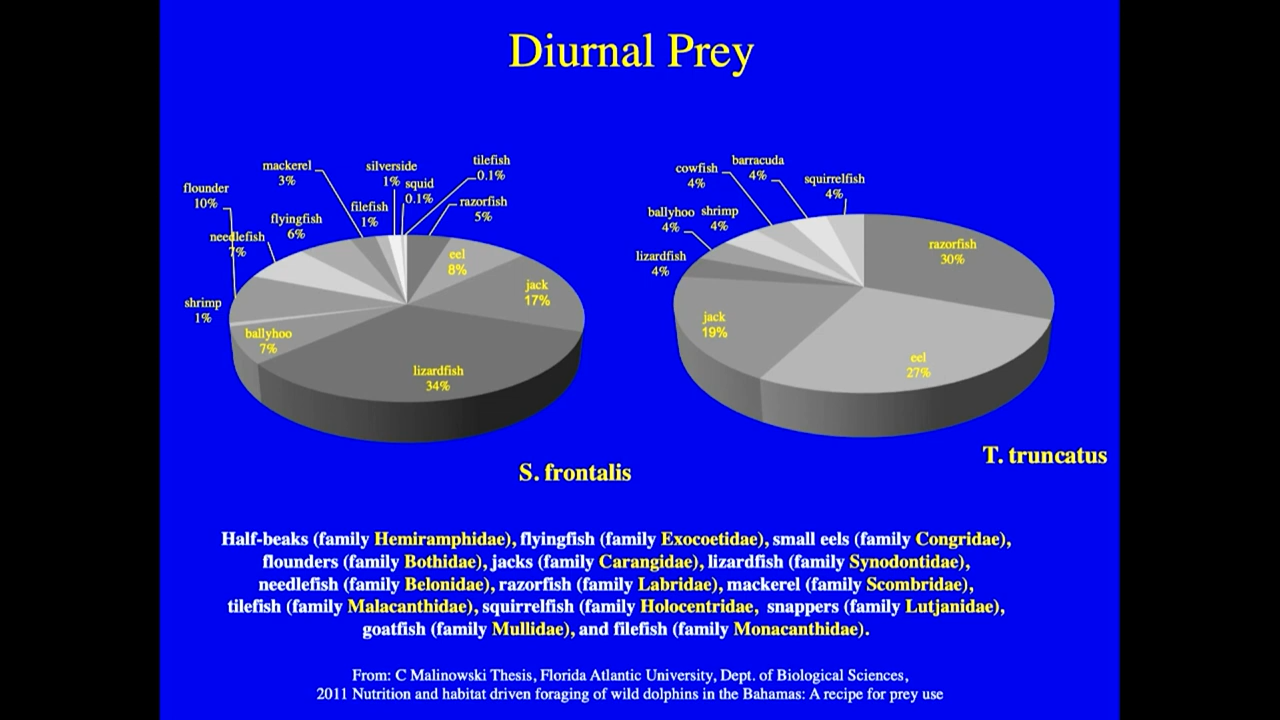 Diurnal Prey
mackerel
3%
silverside
1%
squid
0.1%
tilefish
0.1%
flounder
10%
filefish
1%
razorfish
5%
flyingfish
6%
needlefish
7%
eel
8%
jack
17%
shrimp
1%
ballyhoo
7%
lizardfish
34%
S. frontalis
cowfish
4%
barracuda
4%
squirrelfish
4%
ballyhoo
4%
shrimp
4%
lizardfish
4%
razorfish
30%
jack
19%
eel
27%
T. truncatus
Half-beaks (family Hemiramphidae), flyingfish (family Exocoetidae), small eels (family Congridae),
flounders (family Bothidae), jacks (family Carangidae), lizardfish (family Synodontidae),
needlefish (family Belonidae), razorfish (family Labridae), mackerel (family Scombridae),
tilefish (family Malacanthidae), squirrelfish (family Holocentridae, snappers (family Lutjanidae),
goatfish (family Mullidae), and filefish (family Monacanthidae).
From: C Malinowski Thesis, Florida Atlantic University, Dept. of Biological Sciences,
2011 Nutrition and habitat driven foraging of wild dolphins in the Bahamas: A recipe for prey use